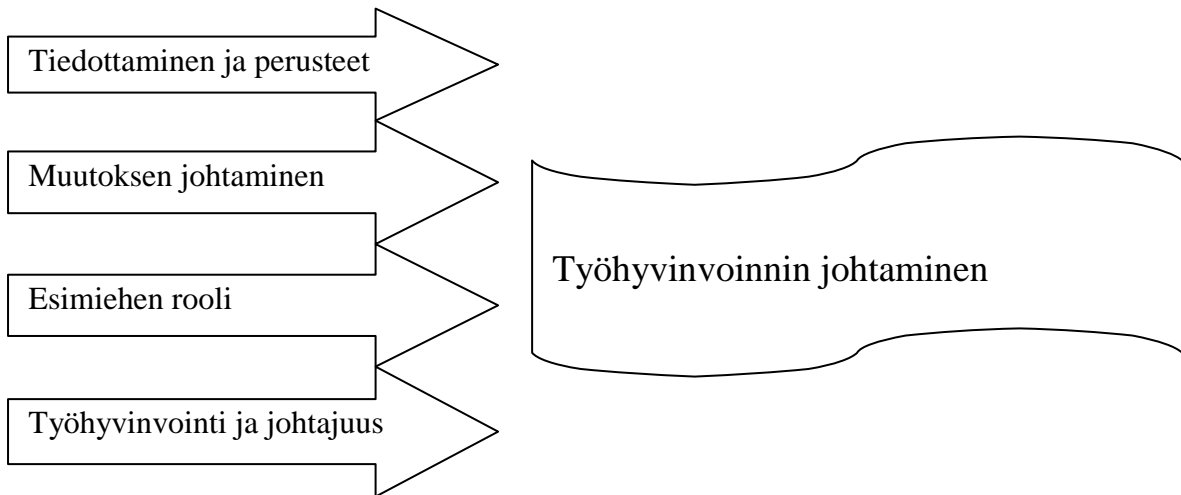 Tiedottaminen ja perusteet
Muutoksen johtaminen
Esimiehen rooli
Työhyvinvointi ja johtajuus
Työhyvinvoinnin johtaminen